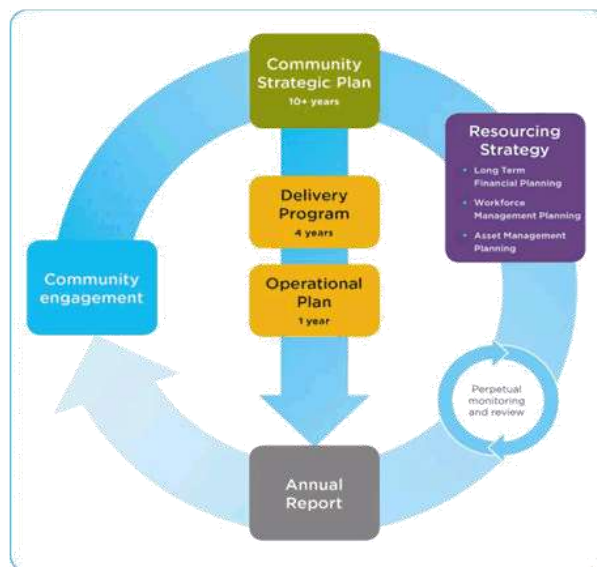 Community
Strategic Plan
10+ years
Resourcing
Strategy
• Long Term
Financial Planning
• Workforce
Management Planning
• Asset Management
Planning
Delivery
Program
4 years
Community
engagement
Operational
Plan
1 year
Perpetual
monitoring
and review
Annual
Report